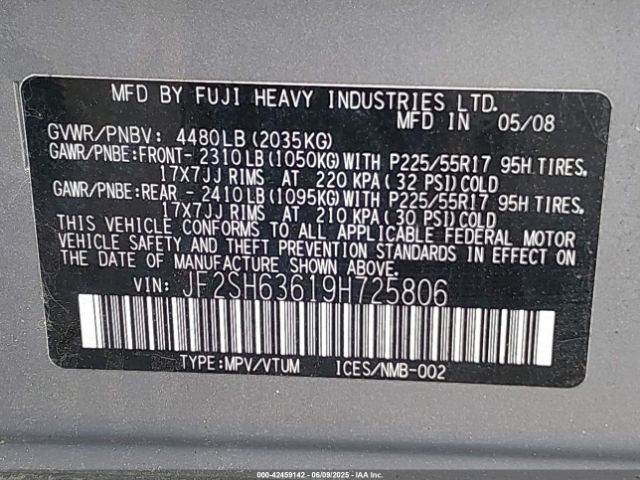 MFD BY FUJI HEAVY INDUSTRIES LTD.
MFD IN 05/08
GVWR/PNBV: 4480LB(2035KG)
GAWR/PNBE:FRONT- 2310LB(1050KG)WITH P225/55R17 95H TIRES,
17X7JJ RIMS AT 220 KPA(32 PSI)COLD
GAWR/PNBE:REAR - 2410LB(1095KG)WITH P225/55R17 95H TIRES,
17X7JJ RIMS AT 210 KPA(30 PSI)COLD
THIS VEHICLE CONFORMS TO ALL APPLICABLE FEDERAL MOTOR
VEHICLE SAFETY AND THEFT PREVENTION STANDARDS IN EFFECT ON
THE DATE OF MANUFACTURE SHOWN ABOVE.
VIN: JF2SH63619H725806
TYPE:MPV/VTUM ICES/NMB-002
000-42459142 - 06/09/2025 - IAAI.COM